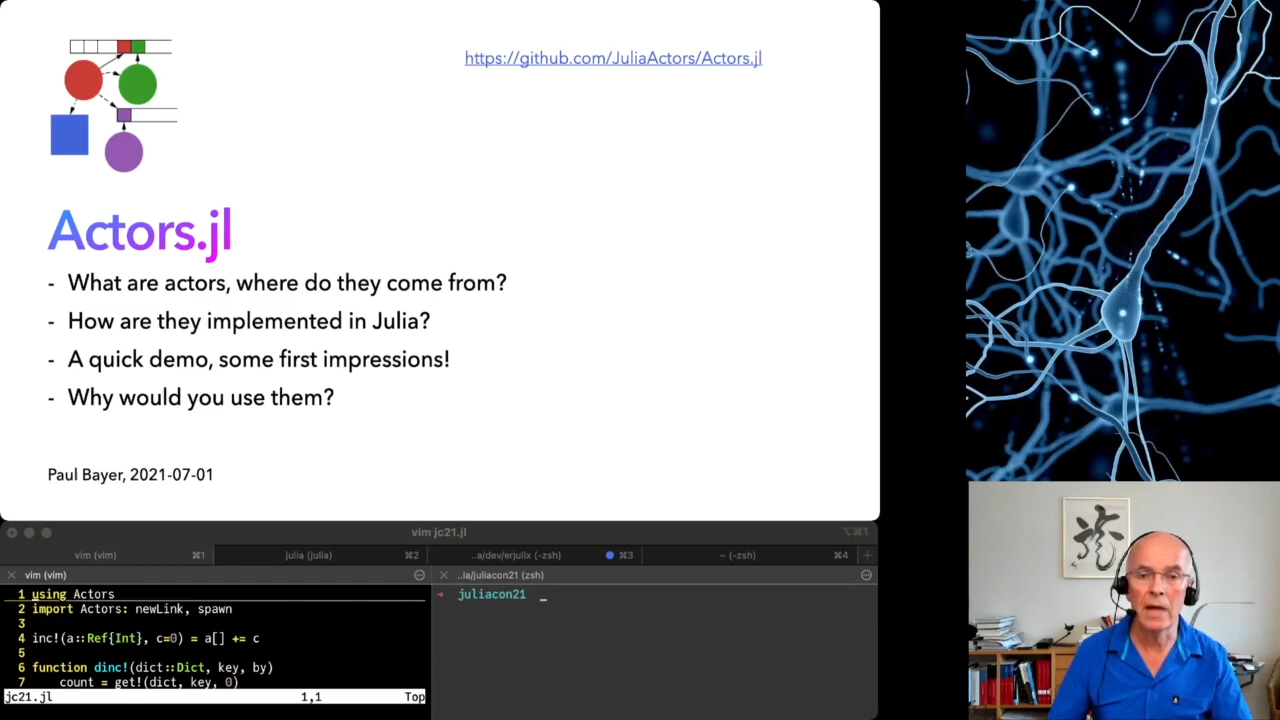 https://github.com/JuliaActors/Actors.jl
Actors.jl
- What are actors, where do they come from?
- How are they implemented in Julia?
- A quick demo, some first impressions!
- Why would you use them?
Paul Bayer, 2021-07-01
vim jc21.jl
⌥⌘1
vim (vim) ⌘1
julia (julia) ⌘2
..a/dev/erjulix (-zsh) ⌘3
~ (-zsh) ⌘4
vim (vim)
1 using Actors
2 import Actors: newLink, spawn
3
4 inc!(a::Ref{Int}, c=0) = a[] += c
5
6 function dinc!(dict::Dict, key, by)
7 count = get!(dict, key, 0)
jc21.jl 1,1 Top
..ia/juliacon21 (zsh)
→ juliacon21 _